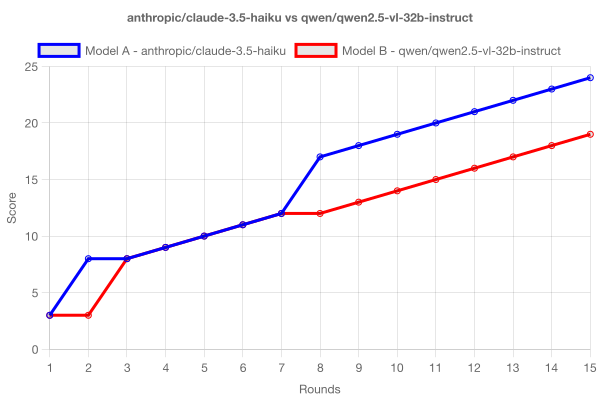 anthropic/claude-3.5-haiku vs qwen/qwen2.5-vl-32b-instruct
Model A - anthropic/claude-3.5-haiku Model B - qwen/qwen2.5-vl-32b-instruct
25
20
15
10
5
0
Score
1 2 3 4 5 6 7 8 9 10 11 12 13 14 15
Rounds